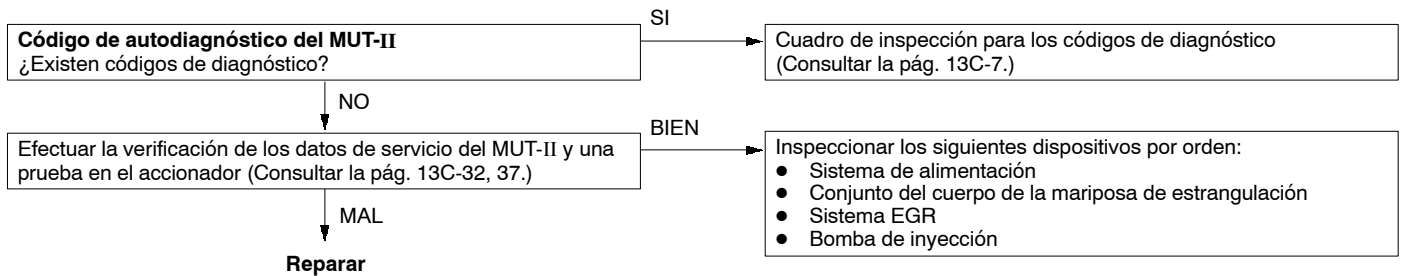 Código de autodiagnóstico del MUT-II
¿Existen códigos de diagnóstico?
SI
Cuadro de inspección para los códigos de diagnóstico
(Consultar la pág. 13C-7.)
NO
Efectuar la verificación de los datos de servicio del MUT-II y una
prueba en el accionador (Consultar la pág. 13C-32, 37.)
BIEN
Inspeccionar los siguientes dispositivos por orden:
● Sistema de alimentación
● Conjunto del cuerpo de la mariposa de estrangulación
● Sistema EGR
● Bomba de inyección
MAL
Reparar